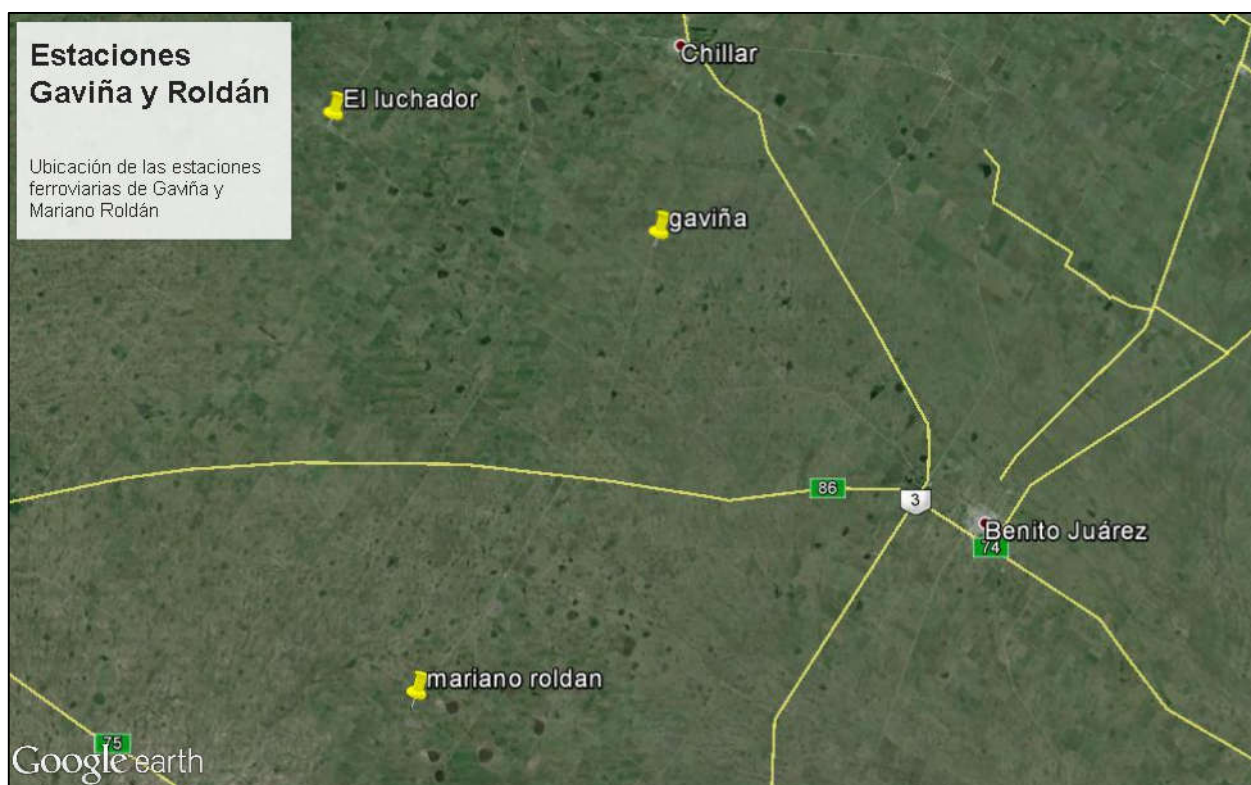 Estaciones
Gaviña y Roldán
Ubicación de las estaciones
ferroviarias de Gaviña y
Mariano Roldán
Chillar
El luchador
gaviña
86
3
Benito Juárez
74
mariano roldan
75
Google earth